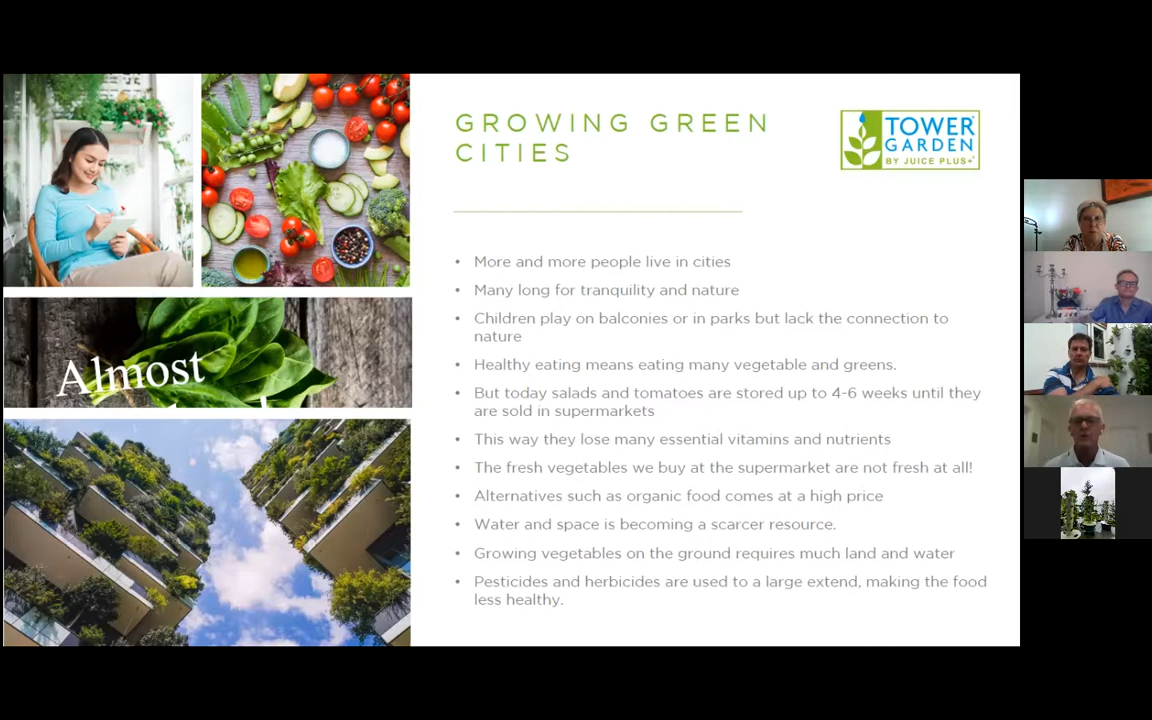 GROWING GREEN
CITIES
TOWER
GARDEN
BY JUICE PLUS+
Almost
• More and more people live in cities
• Many long for tranquility and nature
• Children play on balconies or in parks but lack the connection to
nature
• Healthy eating means eating many vegetable and greens.
• But today salads and tomatoes are stored up to 4-6 weeks until they
are sold in supermarkets
• This way they lose many essential vitamins and nutrients
• The fresh vegetables we buy at the supermarket are not fresh at all!
• Alternatives such as organic food comes at a high price
• Water and space is becoming a scarcer resource.
• Growing vegetables on the ground requires much land and water
• Pesticides and herbicides are used to a large extend, making the food
less healthy.